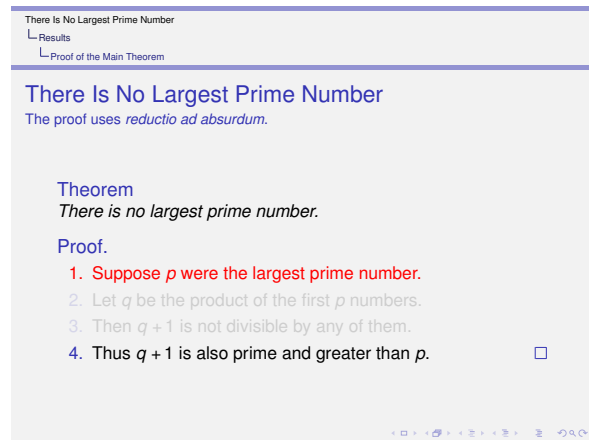 There Is No Largest Prime Number
Results
Proof of the Main Theorem
There Is No Largest Prime Number
The proof uses reductio ad absurdum.
Theorem
There is no largest prime number.
Proof.
1. Suppose p were the largest prime number.
2. Let q be the product of the first p numbers.
3. Then q + 1 is not divisible by any of them.
4. Thus q + 1 is also prime and greater than p. □